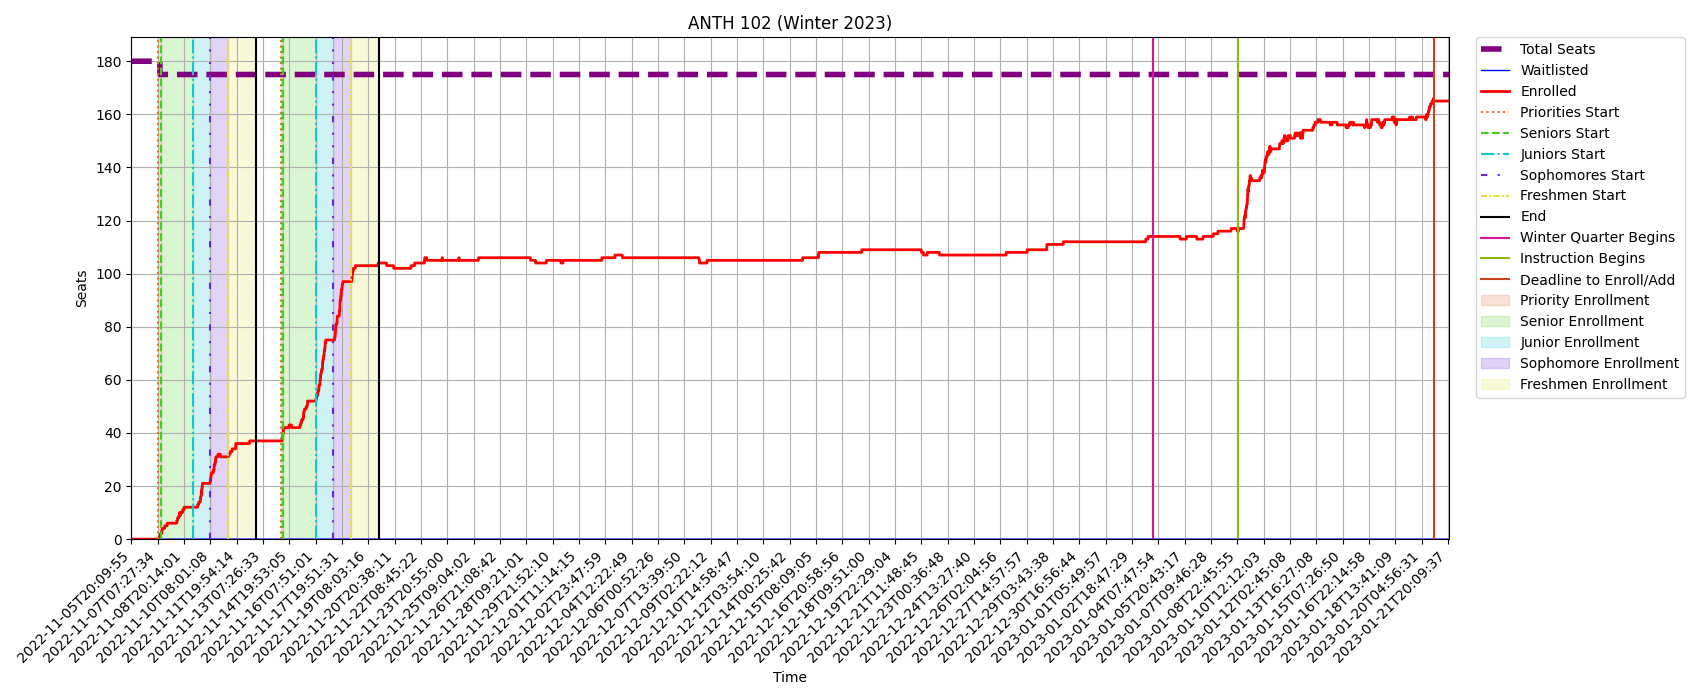 ANTH 102 (Winter 2023)
Seats
180
160
140
120
100
80
60
40
20
0
2022-11-05T20:09:55
2022-11-07T07:27:34
2022-11-08T20:14:01
2022-11-10T08:01:08
2022-11-11T19:54:14
2022-11-13T07:26:33
2022-11-14T19:53:05
2022-11-16T07:51:01
2022-11-17T19:51:31
2022-11-19T08:03:16
2022-11-20T20:38:11
2022-11-22T08:45:22
2022-11-23T20:55:00
2022-11-25T09:04:02
2022-11-26T21:08:42
2022-11-28T09:21:01
2022-11-29T21:52:10
2022-12-01T11:14:15
2022-12-02T23:47:59
2022-12-04T12:22:49
2022-12-06T00:52:26
2022-12-07T13:39:50
2022-12-09T02:22:12
2022-12-10T14:58:47
2022-12-12T03:54:10
2022-12-14T00:25:42
2022-12-15T08:09:05
2022-12-16T20:58:56
2022-12-18T09:51:00
2022-12-19T22:29:04
2022-12-21T11:48:45
2022-12-23T00:36:48
2022-12-24T13:27:40
2022-12-26T02:04:56
2022-12-27T14:57:57
2022-12-29T03:43:38
2022-12-30T16:56:44
2023-01-01T05:49:57
2023-01-02T18:47:29
2023-01-04T07:47:54
2023-01-05T20:43:17
2023-01-07T09:46:28
2023-01-08T22:45:55
2023-01-10T12:12:03
2023-01-12T02:45:08
2023-01-13T16:27:08
2023-01-15T07:26:50
2023-01-16T22:14:58
2023-01-18T13:41:09
2023-01-20T04:56:31
2023-01-21T20:09:37
Time
Total Seats
Waitlisted
Enrolled
Priorities Start
Seniors Start
Juniors Start
Sophomores Start
Freshmen Start
End
Winter Quarter Begins
Instruction Begins
Deadline to Enroll/Add
Priority Enrollment
Senior Enrollment
Junior Enrollment
Sophomore Enrollment
Freshmen Enrollment